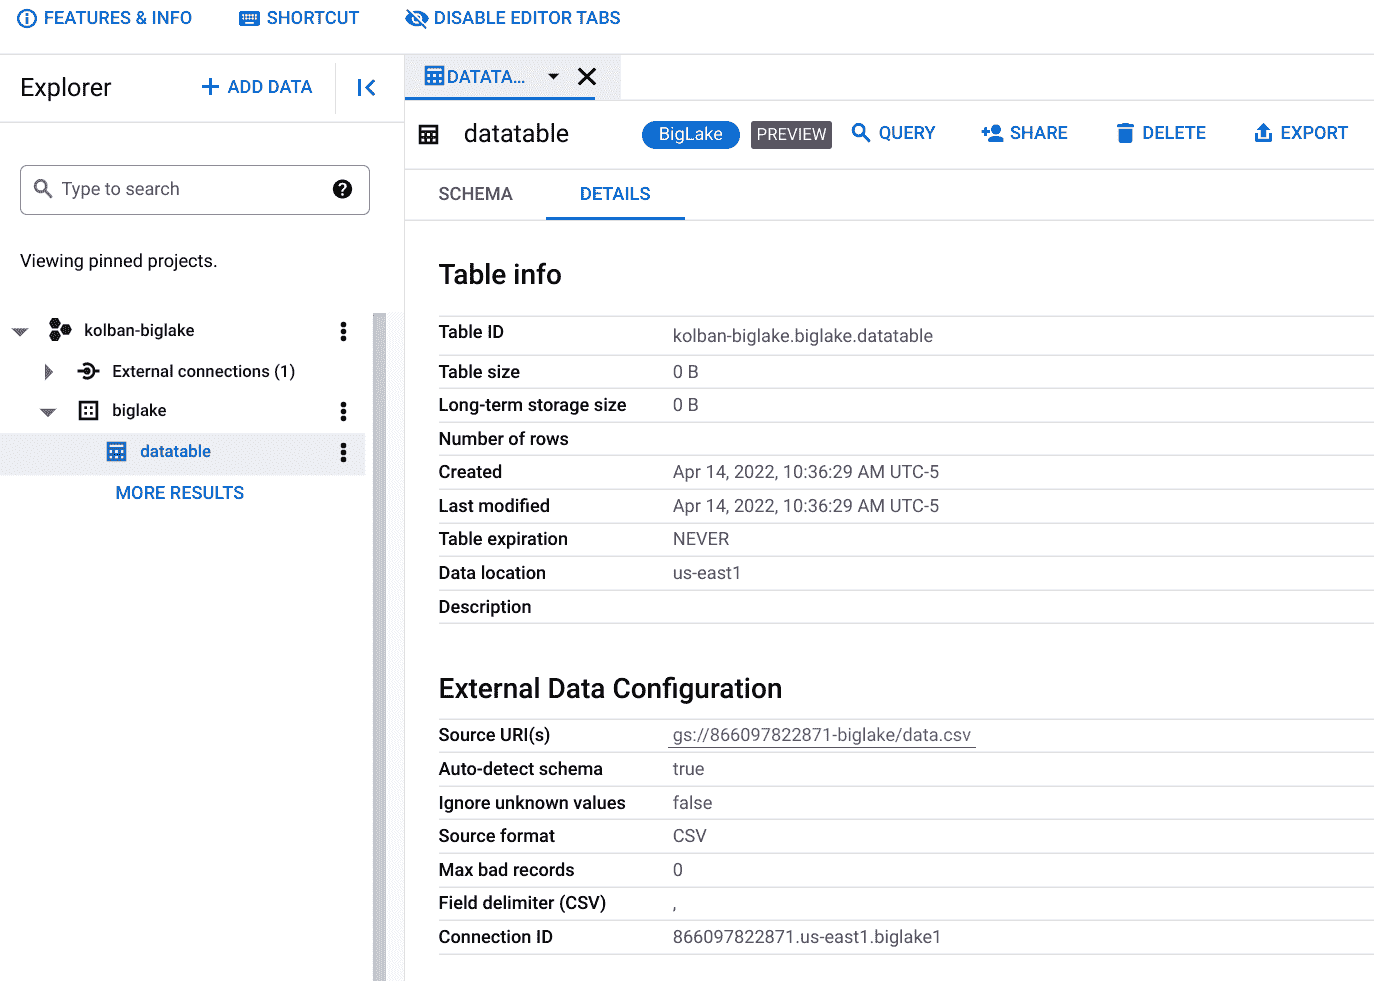 FEATURES & INFO SHORTCUT DISABLE EDITOR TABS
Explorer ADD DATA
DATATA...
datatable BigLake PREVIEW QUERY SHARE DELETE EXPORT
Type to search
SCHEMA DETAILS
Viewing pinned projects.
kolban-biglake
External connections (1)
biglake
datatable
MORE RESULTS
Table info
Table ID kolban-biglake.biglake.datatable
Table size 0 B
Long-term storage size 0 B
Number of rows
Created Apr 14, 2022, 10:36:29 AM UTC-5
Last modified Apr 14, 2022, 10:36:29 AM UTC-5
Table expiration NEVER
Data location us-east1
Description
External Data Configuration
Source URI(s) gs://866097822871-biglake/data.csv
Auto-detect schema true
Ignore unknown values false
Source format CSV
Max bad records 0
Field delimiter (CSV) ,
Connection ID 866097822871.us-east1.biglake1